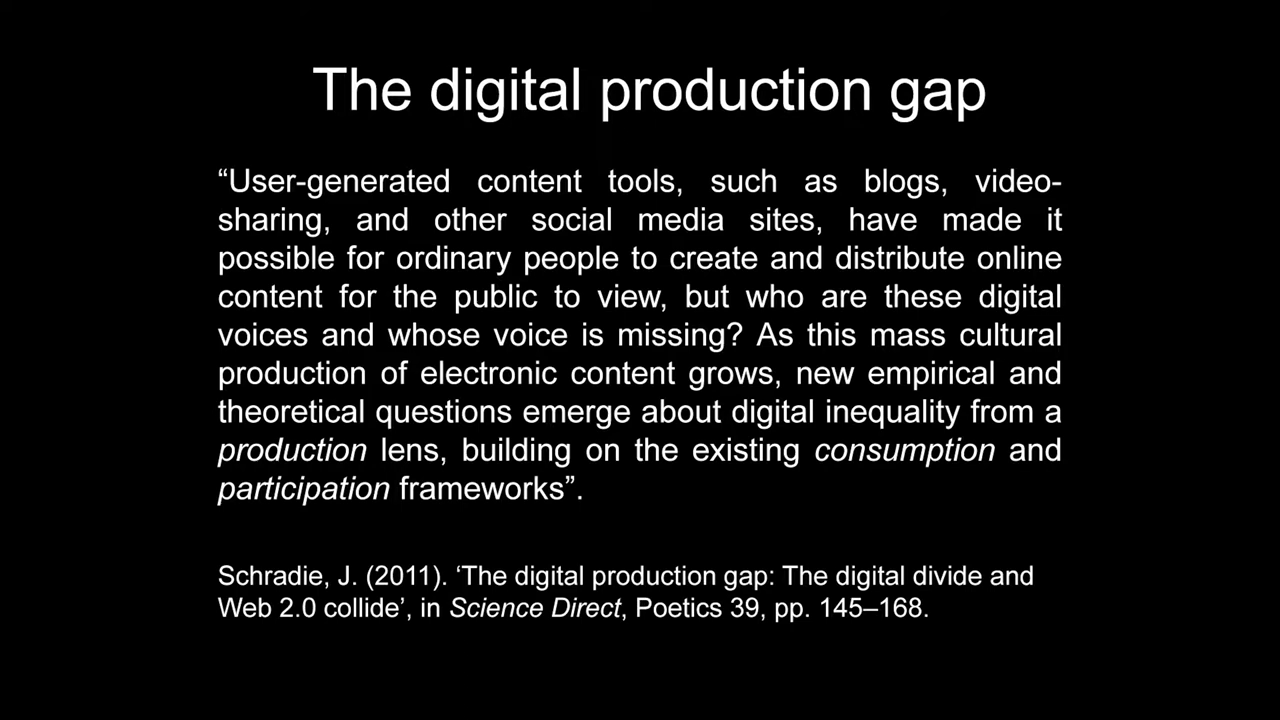 The digital production gap
“User-generated content tools, such as blogs, video-
sharing, and other social media sites, have made it
possible for ordinary people to create and distribute online
content for the public to view, but who are these digital
voices and whose voice is missing? As this mass cultural
production of electronic content grows, new empirical and
theoretical questions emerge about digital inequality from a
production lens, building on the existing consumption and
participation frameworks”.
Schradie, J. (2011). ‘The digital production gap: The digital divide and
Web 2.0 collide’, in Science Direct, Poetics 39, pp. 145–168.